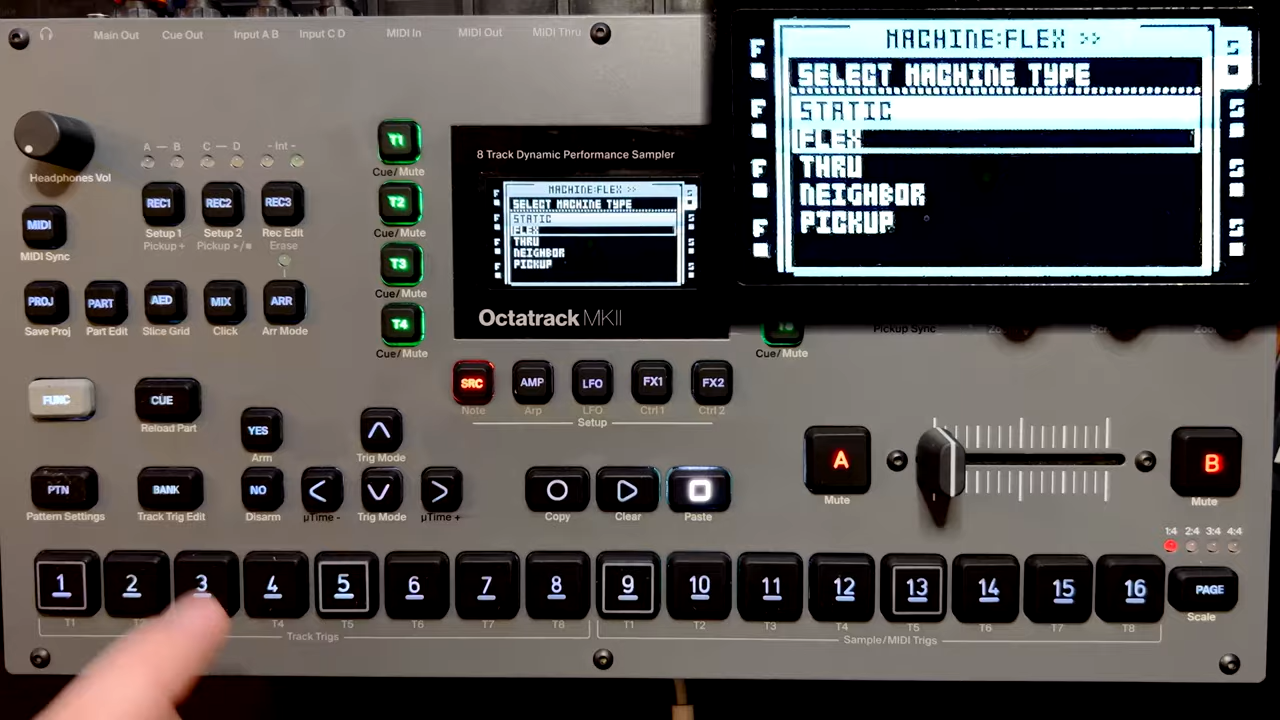 Main Out
Cue Out
Input A B
Input C D
MIDI In
MIDI Out
MIDI Thru
MACHINE:FLEX >>
SELECT MACHINE TYPE
STATIC
FLEX
THRU
NEIGHBOR
PICKUP
F
F
F
F
S
S
S
S
Headphones Vol
A — B
C — D
- Int -
T1
Cue/Mute
8 Track Dynamic Performance Sampler
MACHINE:FLEX >>
SELECT MACHINE TYPE
STATIC
FLEX
THRU
NEIGHBOR
PICKUP
Octatrack MKII
REC1
REC2
REC3
Setup 1
Setup 2
Rec Edit
Pickup +
Pickup ▸/■
Erase
T2
Cue/Mute
MIDI
MIDI Sync
T3
Cue/Mute
PROJ
PART
AED
MIX
ARR
Save Proj
Part Edit
Slice Grid
Click
Arr Mode
T4
Cue/Mute
Cue/Mute
Pickup Sync
SRC
AMP
LFO
FX1
FX2
Note
Arp
LFO
Ctrl 1
Ctrl 2
Setup
FUNC
CUE
Reload Part
YES
Arm
Trig Mode
A
Mute
B
Mute
PTN
BANK
NO
Pattern Settings
Track Trig Edit
Disarm
µTime -
Trig Mode
µTime +
Copy
Clear
Paste
1:4
2:4
3:4
4:4
1
2
3
4
5
6
7
8
9
10
11
12
13
14
15
16
PAGE
Scale
T1
T4
T5
T6
T7
T8
T1
T2
T3
T4
T5
T6
T7
T8
Track Trigs
Sample/MIDI Trigs